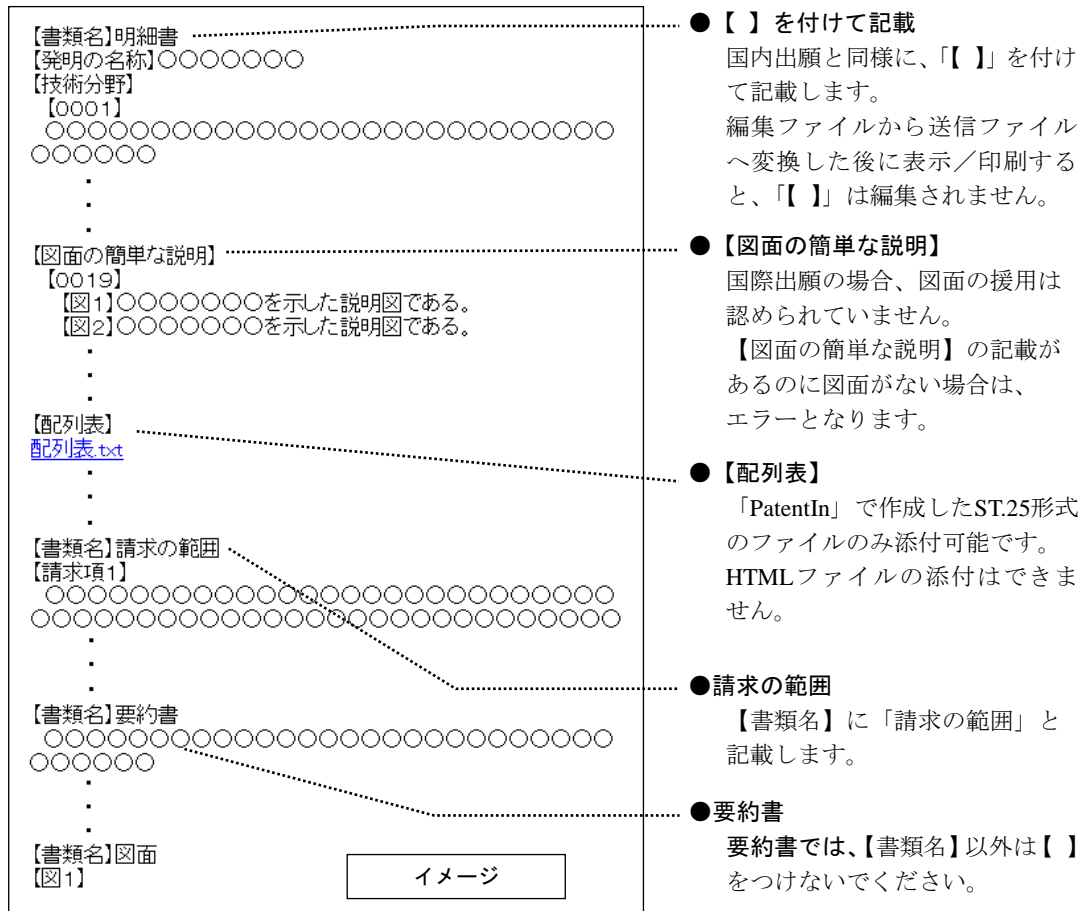 【書類名】明細書
【発明の名称】○○○○○○○
【技術分野】
【0001】
○○○○○○○○○○○○○○○○○○○○○○○○○○○
○○○○○○
・
・
・
【図面の簡単な説明】
【0019】
【図1】○○○○○○○を示した説明図である。
【図2】○○○○○○○を示した説明図である。
・
・
・
【配列表】
配列表.txt
・
・
・
【書類名】請求の範囲
【請求項1】
○○○○○○○○○○○○○○○○○○○○○○○○○○○
○○○○○○○○○○○○○○○○○○○○○○○○○○○○
・
・
・
【書類名】要約書
○○○○○○○○○○○○○○○○○○○○○○○○○○○
○○○○○○
・
・
・
【書類名】図面
【図1】
イメージ
●【 】を付けて記載
国内出願と同様に、「【 】」を付け
て記載します。
編集ファイルから送信ファイル
へ変換した後に表示／印刷する
と、「【 】」は編集されません。
●【図面の簡単な説明】
国際出願の場合、図面の援用は
認められていません。
【図面の簡単な説明】の記載が
あるのに図面がない場合は、
エラーとなります。
●【配列表】
「PatentIn」で作成したST.25形式
のファイルのみ添付可能です。
HTMLファイルの添付はできま
せん。
●請求の範囲
【書類名】に「請求の範囲」と
記載します。
●要約書
要約書では、【書類名】以外は【 】
をつけないでください。